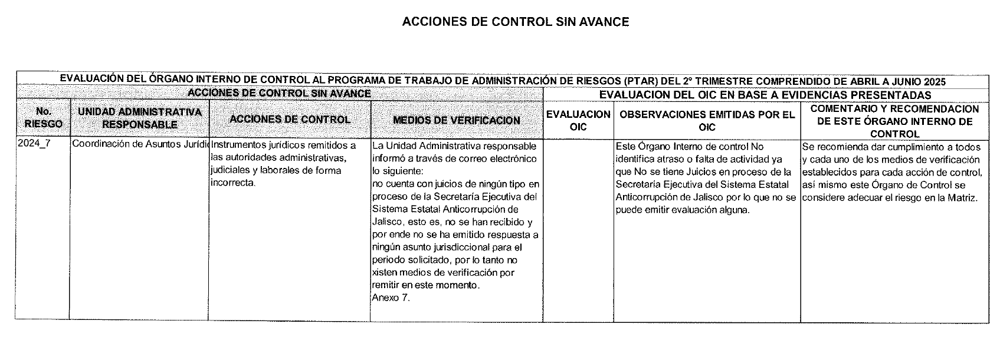 ACCIONES DE CONTROL SIN AVANCE
EVALUACIÓN DEL ÓRGANO INTERNO DE CONTROL AL PROGRAMA DE TRABAJO DE ADMINISTRACIÓN DE RIESGOS (PTAR) DEL 2° TRIMESTRE COMPRENDIDO DE ABRIL A JUNIO 2025
ACCIONES DE CONTROL SIN AVANCE
EVALUACION DEL OIC EN BASE A EVIDENCIAS PRESENTADAS
No.
RIESGO
UNIDAD ADMINISTRATIVA
RESPONSABLE
ACCIONES DE CONTROL
MEDIOS DE VERIFICACION
EVALUACION
OIC
OBSERVACIONES EMITIDAS POR EL
OIC
COMENTARIO Y RECOMENDACION
DE ESTE ÓRGANO INTERNO DE
CONTROL
2024_7
Coordinación de Asuntos Jurídic
Instrumentos jurídicos remitidos a
las autoridades administrativas,
judiciales y laborales de forma
incorrecta.
La Unidad Administrativa responsable
informó a través de correo electrónico
lo siguiente:
no cuenta con juicios de ningún tipo en
proceso de la Secretaría Ejecutiva del
Sistema Estatal Anticorrupción de
Jalisco, esto es, no se han recibido y
por ende no se ha emitido respuesta a
ningún asunto jurisdiccional para el
periodo solicitado, por lo tanto no
xisten medios de verificación por
remitir en este momento.
Anexo 7.
Este Órgano Interno de control No
identifica atraso o falta de actividad ya
que No se tiene Juicios en proceso de la
Secretaría Ejecutiva del Sistema Estatal
Anticorrupción de Jalisco por lo que no se
puede emitir evaluación alguna.
Se recomienda dar cumplimiento a todos
y cada uno de los medios de verificación
establecidos para cada acción de control,
así mismo este Órgano de Control se
considere adecuar el riesgo en la Matriz.